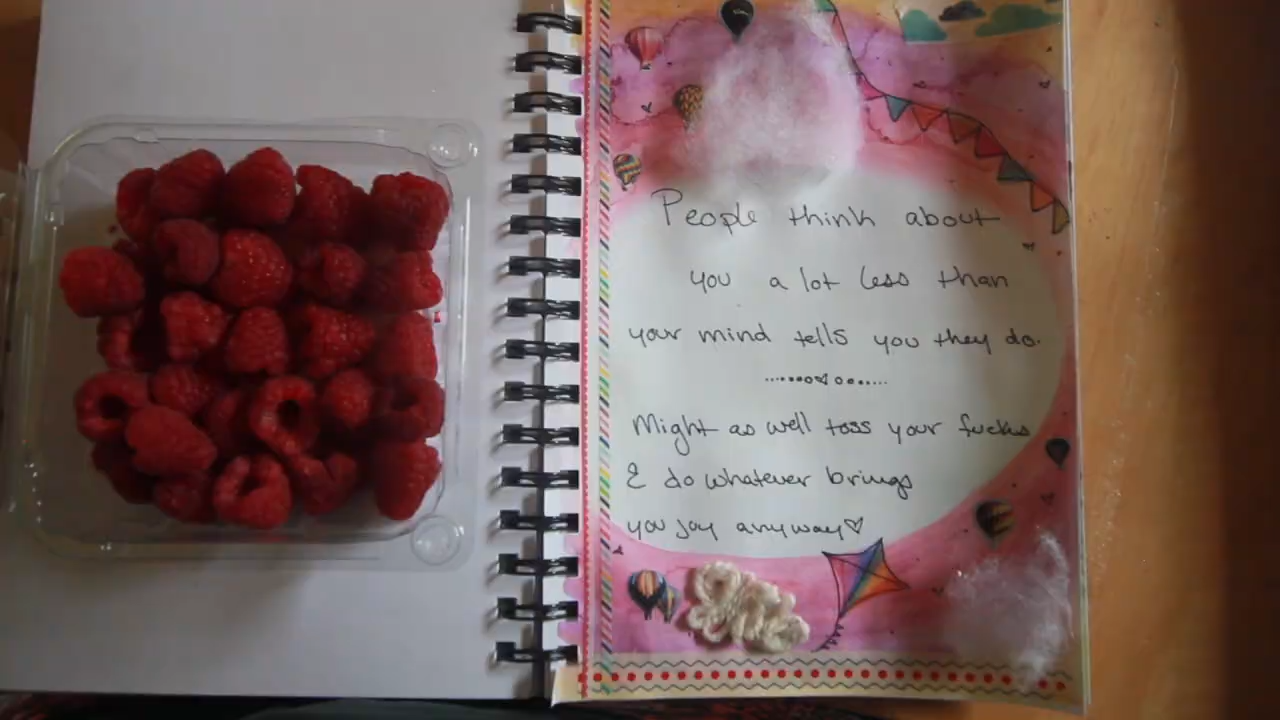 People think about
you a lot less than
your mind tells you they do.
Might as well toss your fucks
& do whatever brings
you joy anyway♡